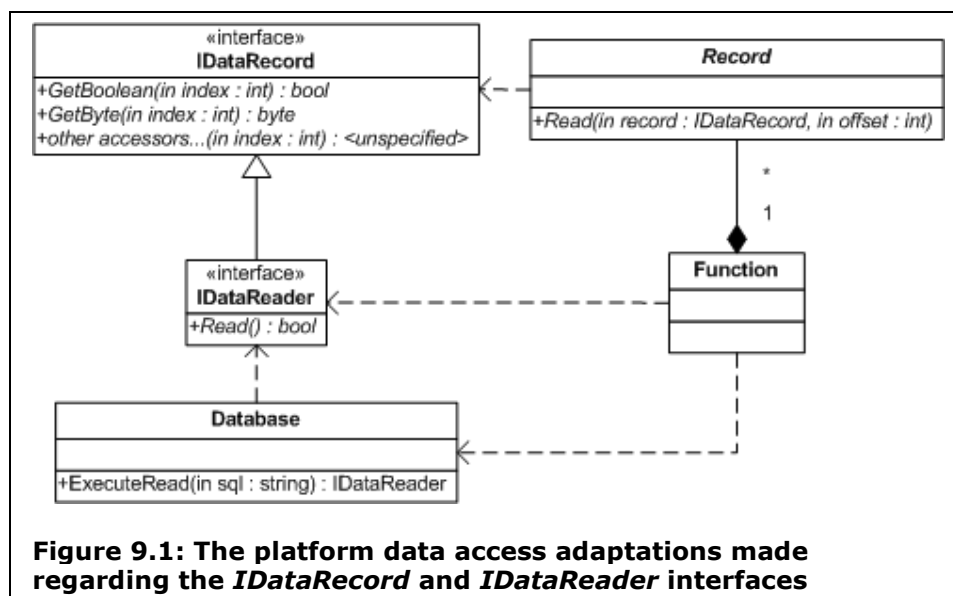 «interface»
IDataRecord
+GetBoolean(in index : int) : bool
+GetByte(in index : int) : byte
+other accessors...(in index : int) : <unspecified>
Record
+Read(in record : IDataRecord, in offset : int)
*
1
Function
«interface»
IDataReader
+Read() : bool
Database
+ExecuteRead(in sql : string) : IDataReader
Figure 9.1: The platform data access adaptations made
regarding the IDataRecord and IDataReader interfaces